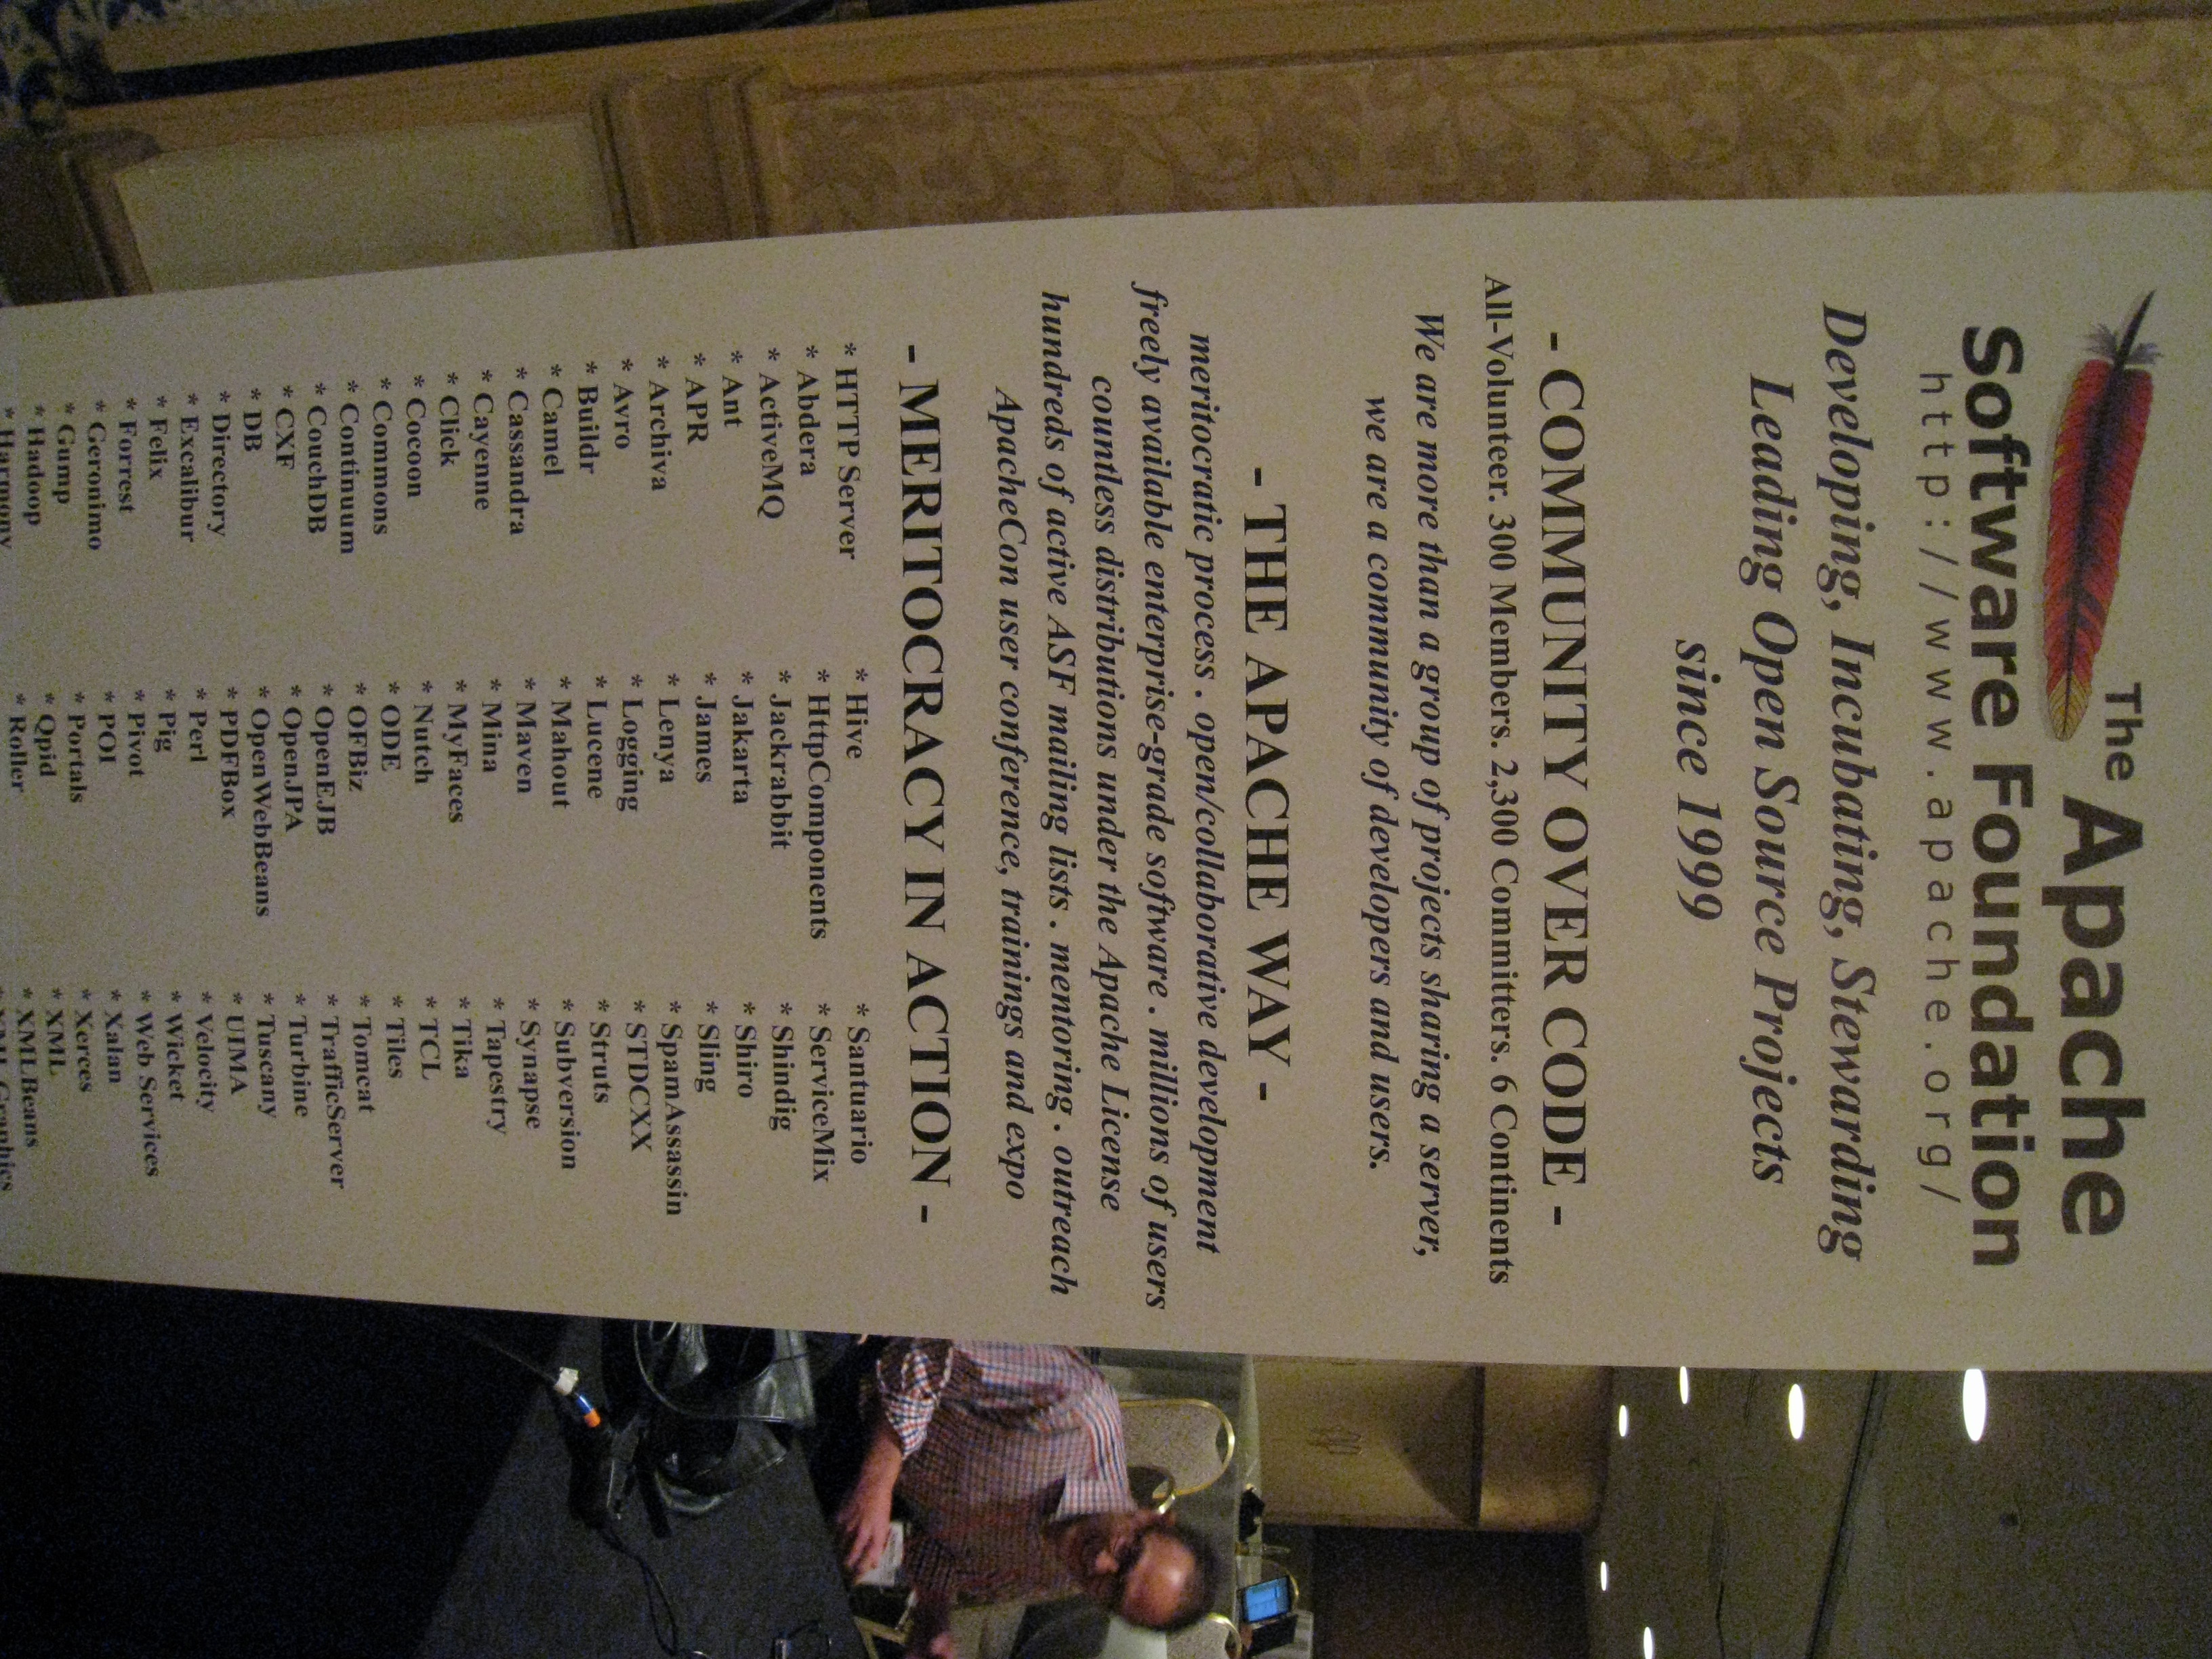 The Apache
Software Foundation
http://www.apache.org/
Developing, Incubating, Stewarding
Leading Open Source Projects
since 1999
- COMMUNITY OVER CODE -
All-Volunteer. 300 Members. 2,300 Committers. 6 Continents
We are more than a group of projects sharing a server,
we are a community of developers and users.
- THE APACHE WAY -
meritocratic process . open/collaborative development
freely available enterprise-grade software . millions of users
countless distributions under the Apache License
hundreds of active ASF mailing lists . mentoring . outreach
ApacheCon user conference, trainings and expo
- MERITOCRACY IN ACTION -
* HTTP Server
* Abdera
* ActiveMQ
* Ant
* APR
* Archiva
* Avro
* Buildr
* Camel
* Cassandra
* Cayenne
* Click
* Cocoon
* Commons
* Continuum
* CouchDB
* CXF
* DB
* Directory
* Excalibur
* Felix
* Forrest
* Geronimo
* Gump
* Hadoop
* Harmony
* Hive
* HttpComponents
* Jackrabbit
* Jakarta
* James
* Lenya
* Logging
* Lucene
* Mahout
* Maven
* Mina
* MyFaces
* Nutch
* ODE
* OFBiz
* OpenEJB
* OpenJPA
* OpenWebBeans
* PDFBox
* Perl
* Pig
* Pivot
* POI
* Portals
* Qpid
* Roller
* Santuario
* ServiceMix
* Shindig
* Shiro
* Sling
* SpamAssassin
* STDCXX
* Struts
* Subversion
* Synapse
* Tapestry
* Tika
* TCL
* Tiles
* Tomcat
* TrafficServer
* Turbine
* Tuscany
* UIMA
* Velocity
* Wicket
* Web Services
* Xalan
* Xerces
* XML
* XMLBeans
* XML Graphics